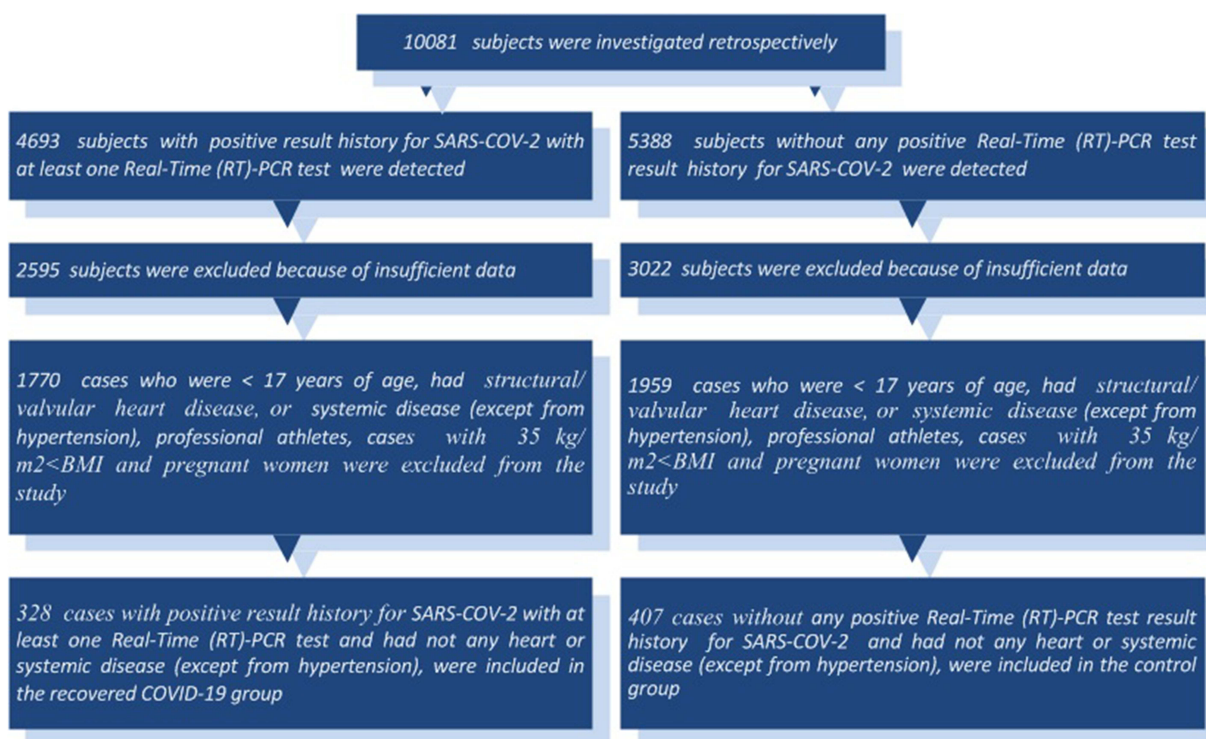 10081 subjects were investigated retrospectively
4693 subjects with positive result history for SARS-COV-2 with
at least one Real-Time (RT)-PCR test were detected
5388 subjects without any positive Real-Time (RT)-PCR test
result history for SARS-COV-2 were detected
2595 subjects were excluded because of insufficient data
3022 subjects were excluded because of insufficient data
1770 cases who were < 17 years of age, had structural/
valvular heart disease, or systemic disease (except from
hypertension), professional athletes, cases with 35 kg/
m2<BMI and pregnant women were excluded from the
study
1959 cases who were < 17 years of age, had structural/
valvular heart disease, or systemic disease (except from
hypertension), professional athletes, cases with 35 kg/
m2<BMI and pregnant women were excluded from the
study
328 cases with positive result history for SARS-COV-2 with at
least one Real-Time (RT)-PCR test and had not any heart or
systemic disease (except from hypertension), were included in
the recovered COVID-19 group
407 cases without any positive Real-Time (RT)-PCR test result
history for SARS-COV-2 and had not any heart or systemic
disease (except from hypertension), were included in the control
group